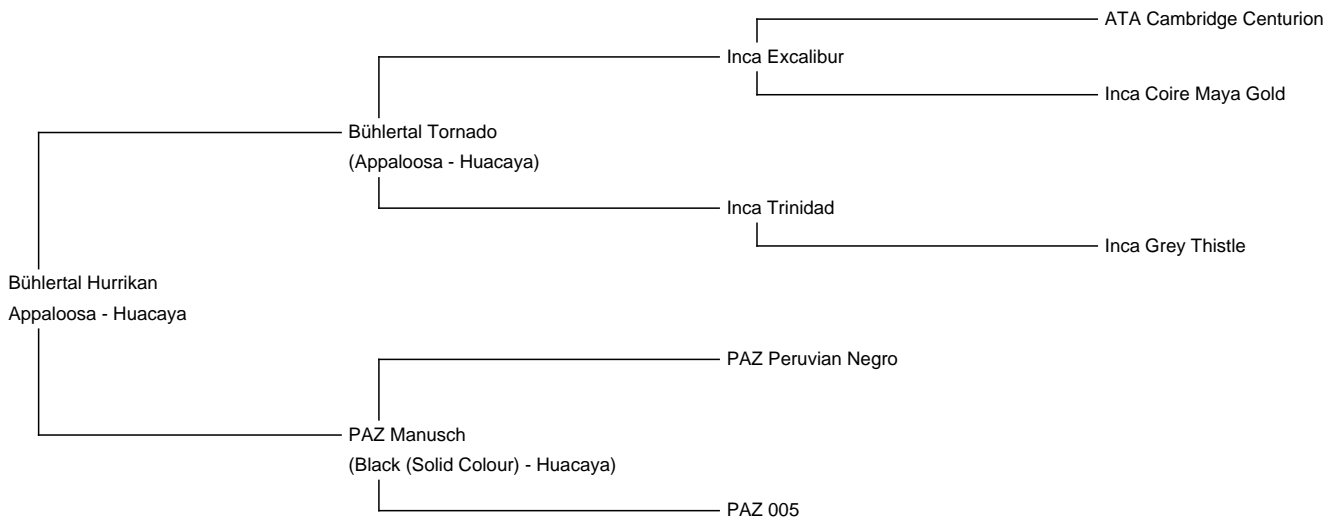 ATA Cambridge Centurion
Inca Excalibur
Inca Coire Maya Gold
Bühlertal Tornado
(Appaloosa - Huacaya)
Inca Trinidad
Inca Grey Thistle
Bühlertal Hurrikan
Appaloosa - Huacaya
PAZ Peruvian Negro
PAZ Manusch
(Black (Solid Colour) - Huacaya)
PAZ 005